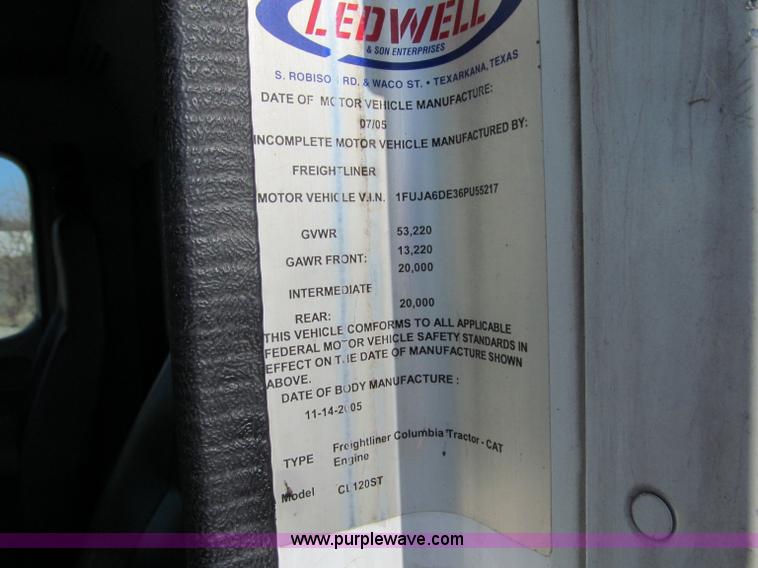 LEDWELL
& SON ENTERPRISES
S. ROBISO RD. & WACO ST. • TEXARKANA, TEXAS
DATE OF MOTOR VEHICLE MANUFACTURE:
07/05
INCOMPLETE MOTOR VEHICLE MANUFACTURED BY:
FREIGHTLINER
MOTOR VEHICLE V.I.N. 1FUJA6DE36PU55217
GVWR 53,220
GAWR FRONT: 13,220
20,000
INTERMEDIATE
20,000
REAR:
THIS VEHICLE COMFORMS TO ALL APPLICABLE
FEDERAL MOTOR VEHICLE SAFETY STANDARDS IN
EFFECT ON THE DATE OF MANUFACTURE SHOWN
ABOVE.
DATE OF BODY MANUFACTURE :
11-14-2005
TYPE Freightliner Columbia Tractor - CAT
Engine
Model CL120ST
www.purplewave.com